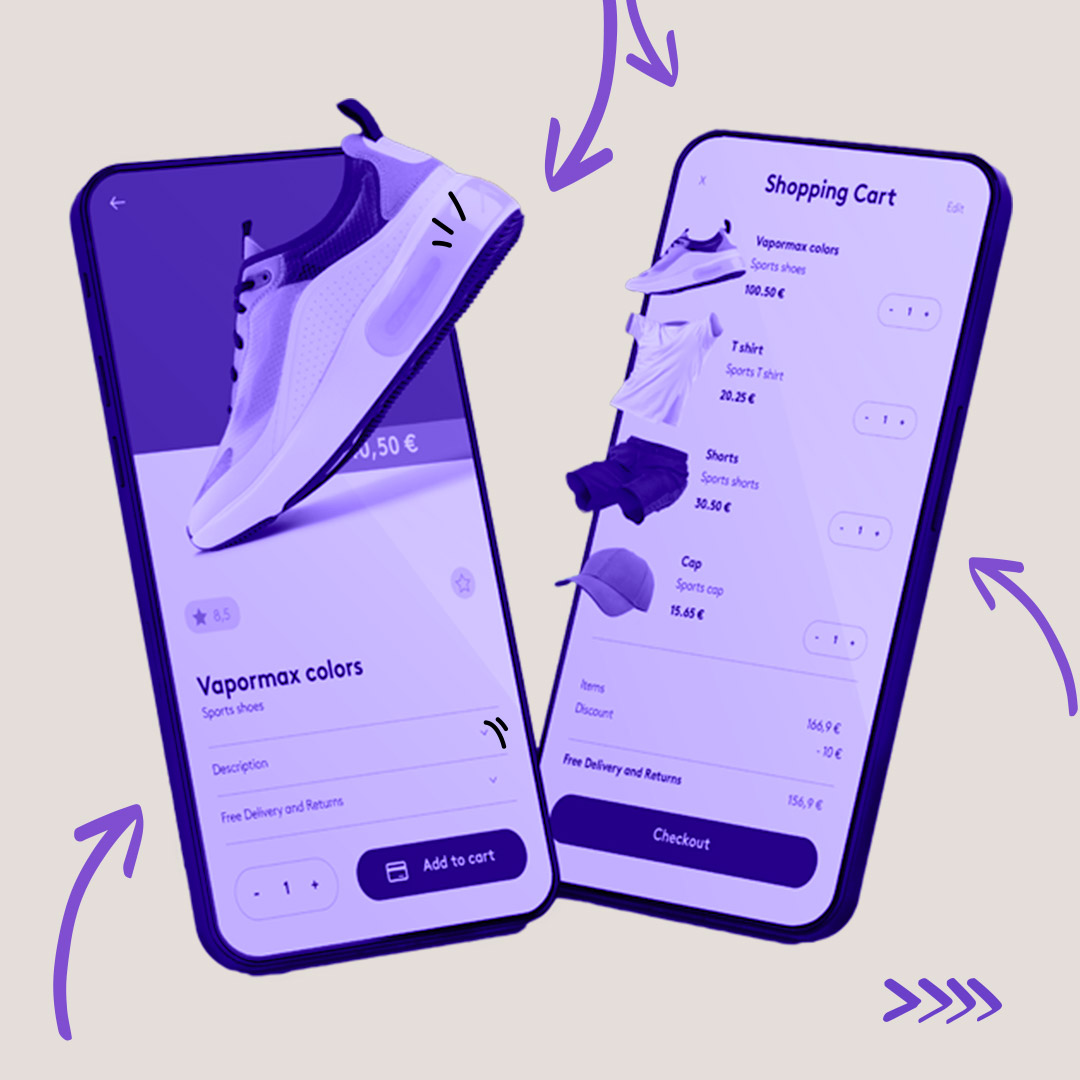 0,50 €
8,5
Vapormax colors
Sports shoes
Description
Free Delivery and Returns
- 1 +
Add to cart
x
Shopping Cart
Edit
Vapormax colors
Sports shoes
100.50 €
- 1 +
T shirt
Sports T shirt
20.25 €
- 1 +
Shorts
Sports shorts
30.50 €
- 1 +
Cap
Sports cap
15.65 €
- 1 +
Items
166,9 €
Discount
- 10 €
Free Delivery and Returns
156,9 €
Checkout